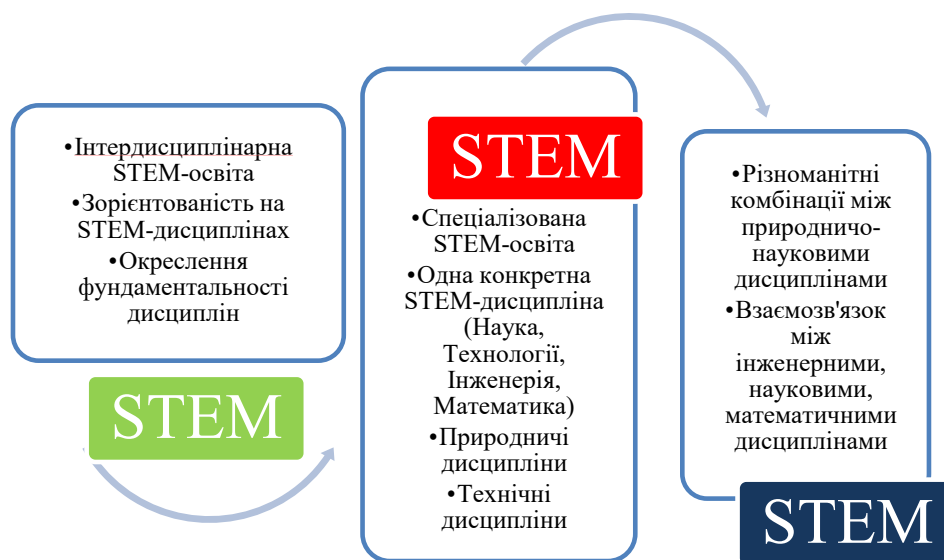 •Інтердисциплінарна
STEM-освіта
•Зорієнтованість на
STEM-дисциплінах
•Окреслення
фундаментальності
дисциплін
STEM
STEM
•Спеціалізована
STEM-освіта
•Одна конкретна
STEM-дисципліна
(Наука,
Технології,
Інженерія,
Математика)
•Природничі
дисципліни
•Технічні
дисципліни
•Різноманітні
комбінації між
природничо-
науковими
дисциплінами
•Взаємозв'язок
між
інженерними,
науковими,
математичними
дисциплінами
STEM